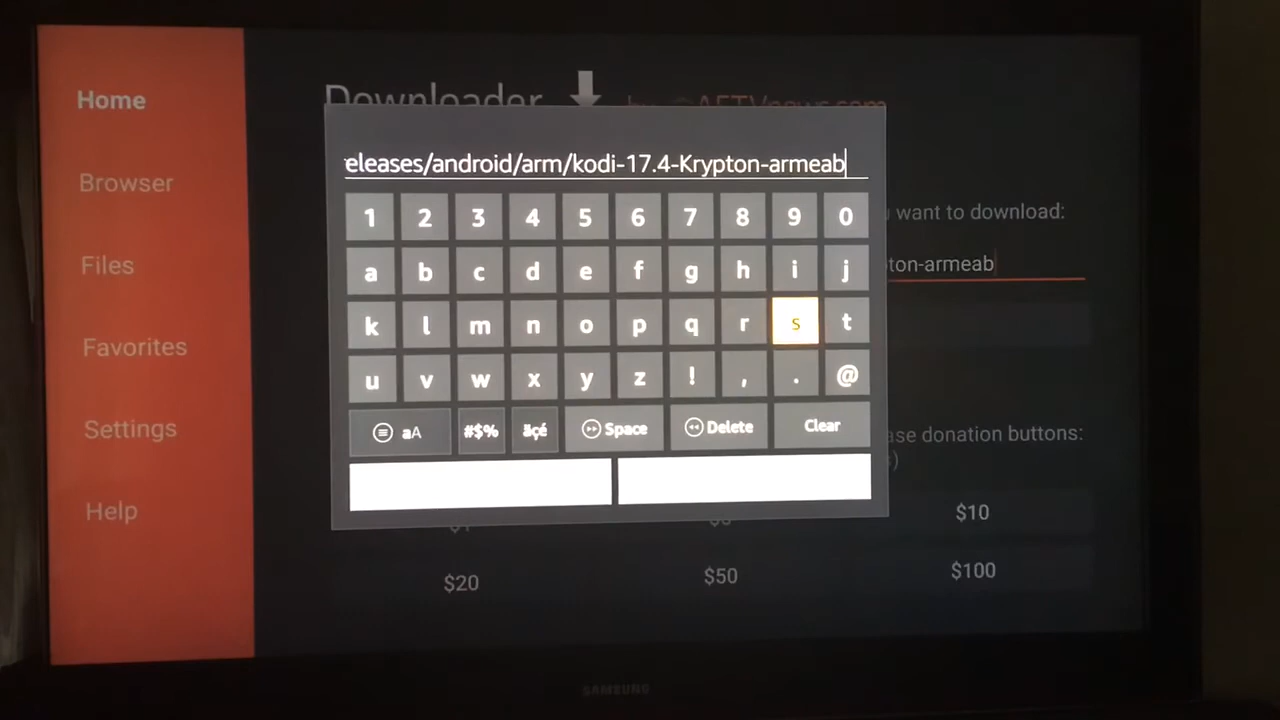 Home
Browser
Files
Favorites
Settings
Help
Downloader
eleases/android/arm/kodi-17.4-Krypton-armeab
1 2 3 4 5 6 7 8 9 0
a b c d e f g h i j
k l m n o p q r s t
u v w x y z ! , . @
aA #$% äçé Space Delete Clear
want to download:
ton-armeab
ase donation buttons:
$10
$20 $50 $100
SAMSUNG